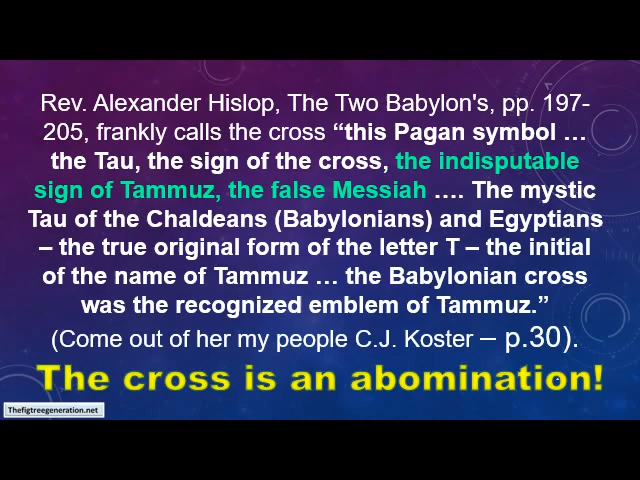 Rev. Alexander Hislop, The Two Babylon's, pp. 197-
205, frankly calls the cross “this Pagan symbol …
the Tau, the sign of the cross, the indisputable
sign of Tammuz, the false Messiah …. The mystic
Tau of the Chaldeans (Babylonians) and Egyptians
– the true original form of the letter T – the initial
of the name of Tammuz … the Babylonian cross
was the recognized emblem of Tammuz.”
(Come out of her my people C.J. Koster – p.30).
The cross is an abomination!
Thefigtreegeneration.net